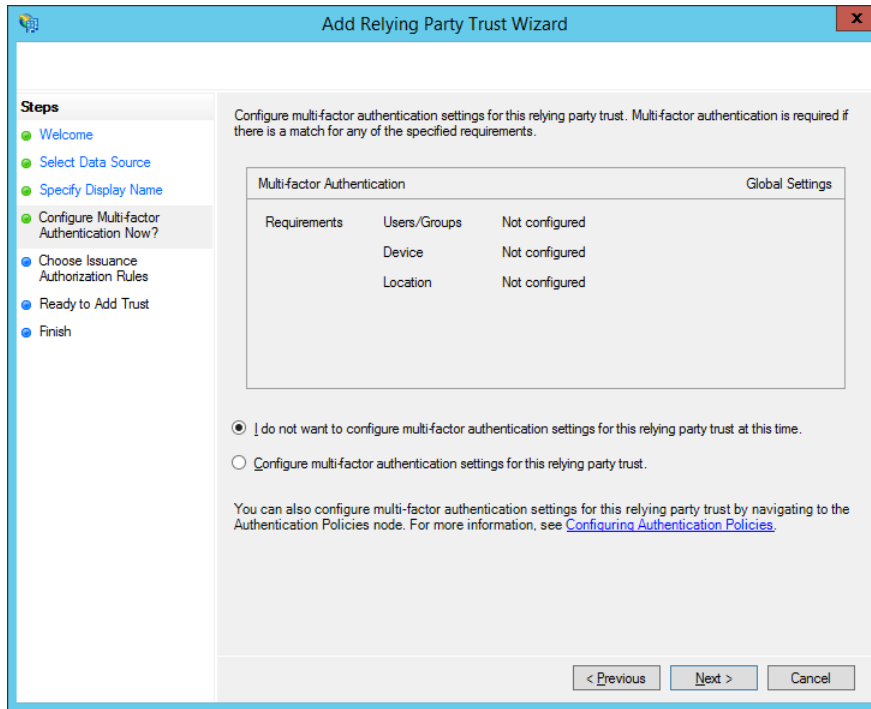 Add Relying Party Trust Wizard
x
Steps
Welcome
Select Data Source
Specify Display Name
Configure Multi-factor
Authentication Now?
Choose Issuance
Authorization Rules
Ready to Add Trust
Finish
Configure multi-factor authentication settings for this relying party trust. Multi-factor authentication is required if
there is a match for any of the specified requirements.
Multi-factor Authentication Global Settings
Requirements Users/Groups Not configured
Device Not configured
Location Not configured
I do not want to configure multi-factor authentication settings for this relying party trust at this time.
Configure multi-factor authentication settings for this relying party trust.
You can also configure multi-factor authentication settings for this relying party trust by navigating to the
Authentication Policies node. For more information, see Configuring Authentication Policies.
< Previous Next > Cancel